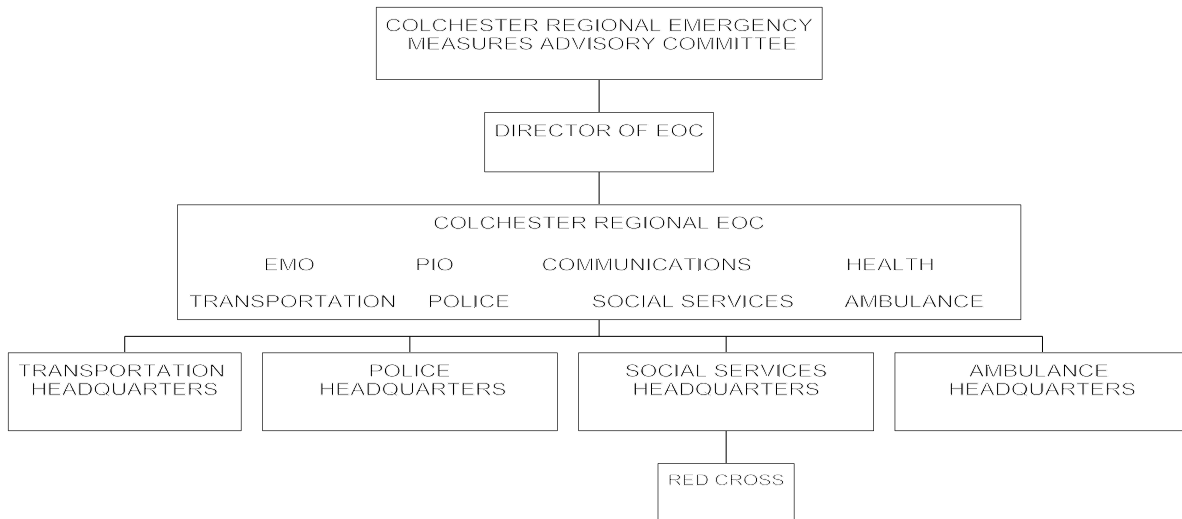 COLCHESTER REGIONAL EMERGENCY
MEASURES ADVISORY COMMITTEE
DIRECTOR OF EOC
COLCHESTER REGIONAL EOC
EMO PIO COMMUNICATIONS HEALTH
TRANSPORTATION POLICE SOCIAL SERVICES AMBULANCE
TRANSPORTATION
HEADQUARTERS
POLICE
HEADQUARTERS
SOCIAL SERVICES
HEADQUARTERS
AMBULANCE
HEADQUARTERS
RED CROSS